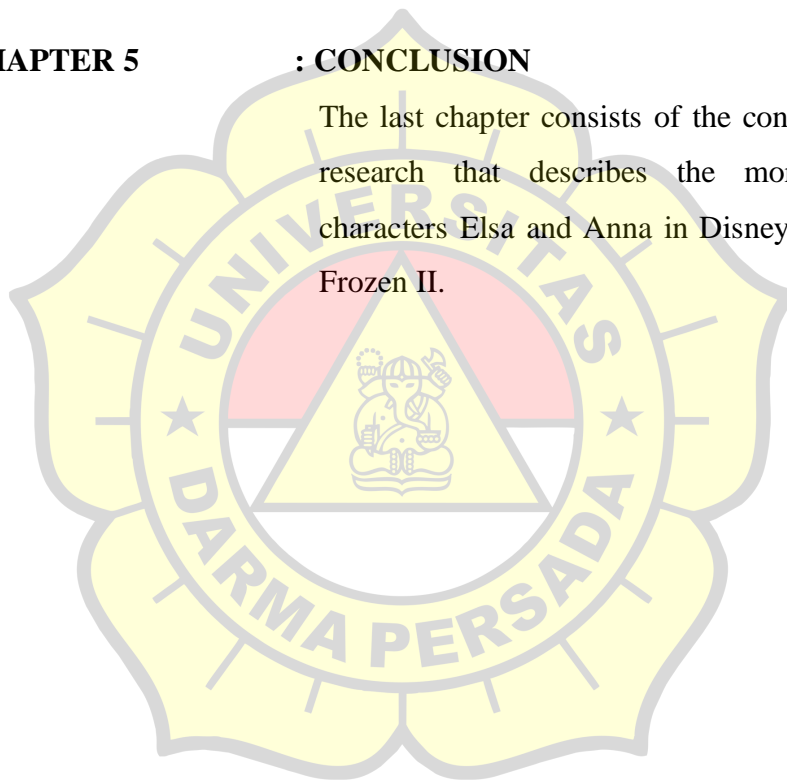 HAPTER 5 : CONCLUSION
The last chapter consists of the con
research that describes the mor
characters Elsa and Anna in Disney
Frozen II.
UNIVERSITAS
DARMA PERSADA